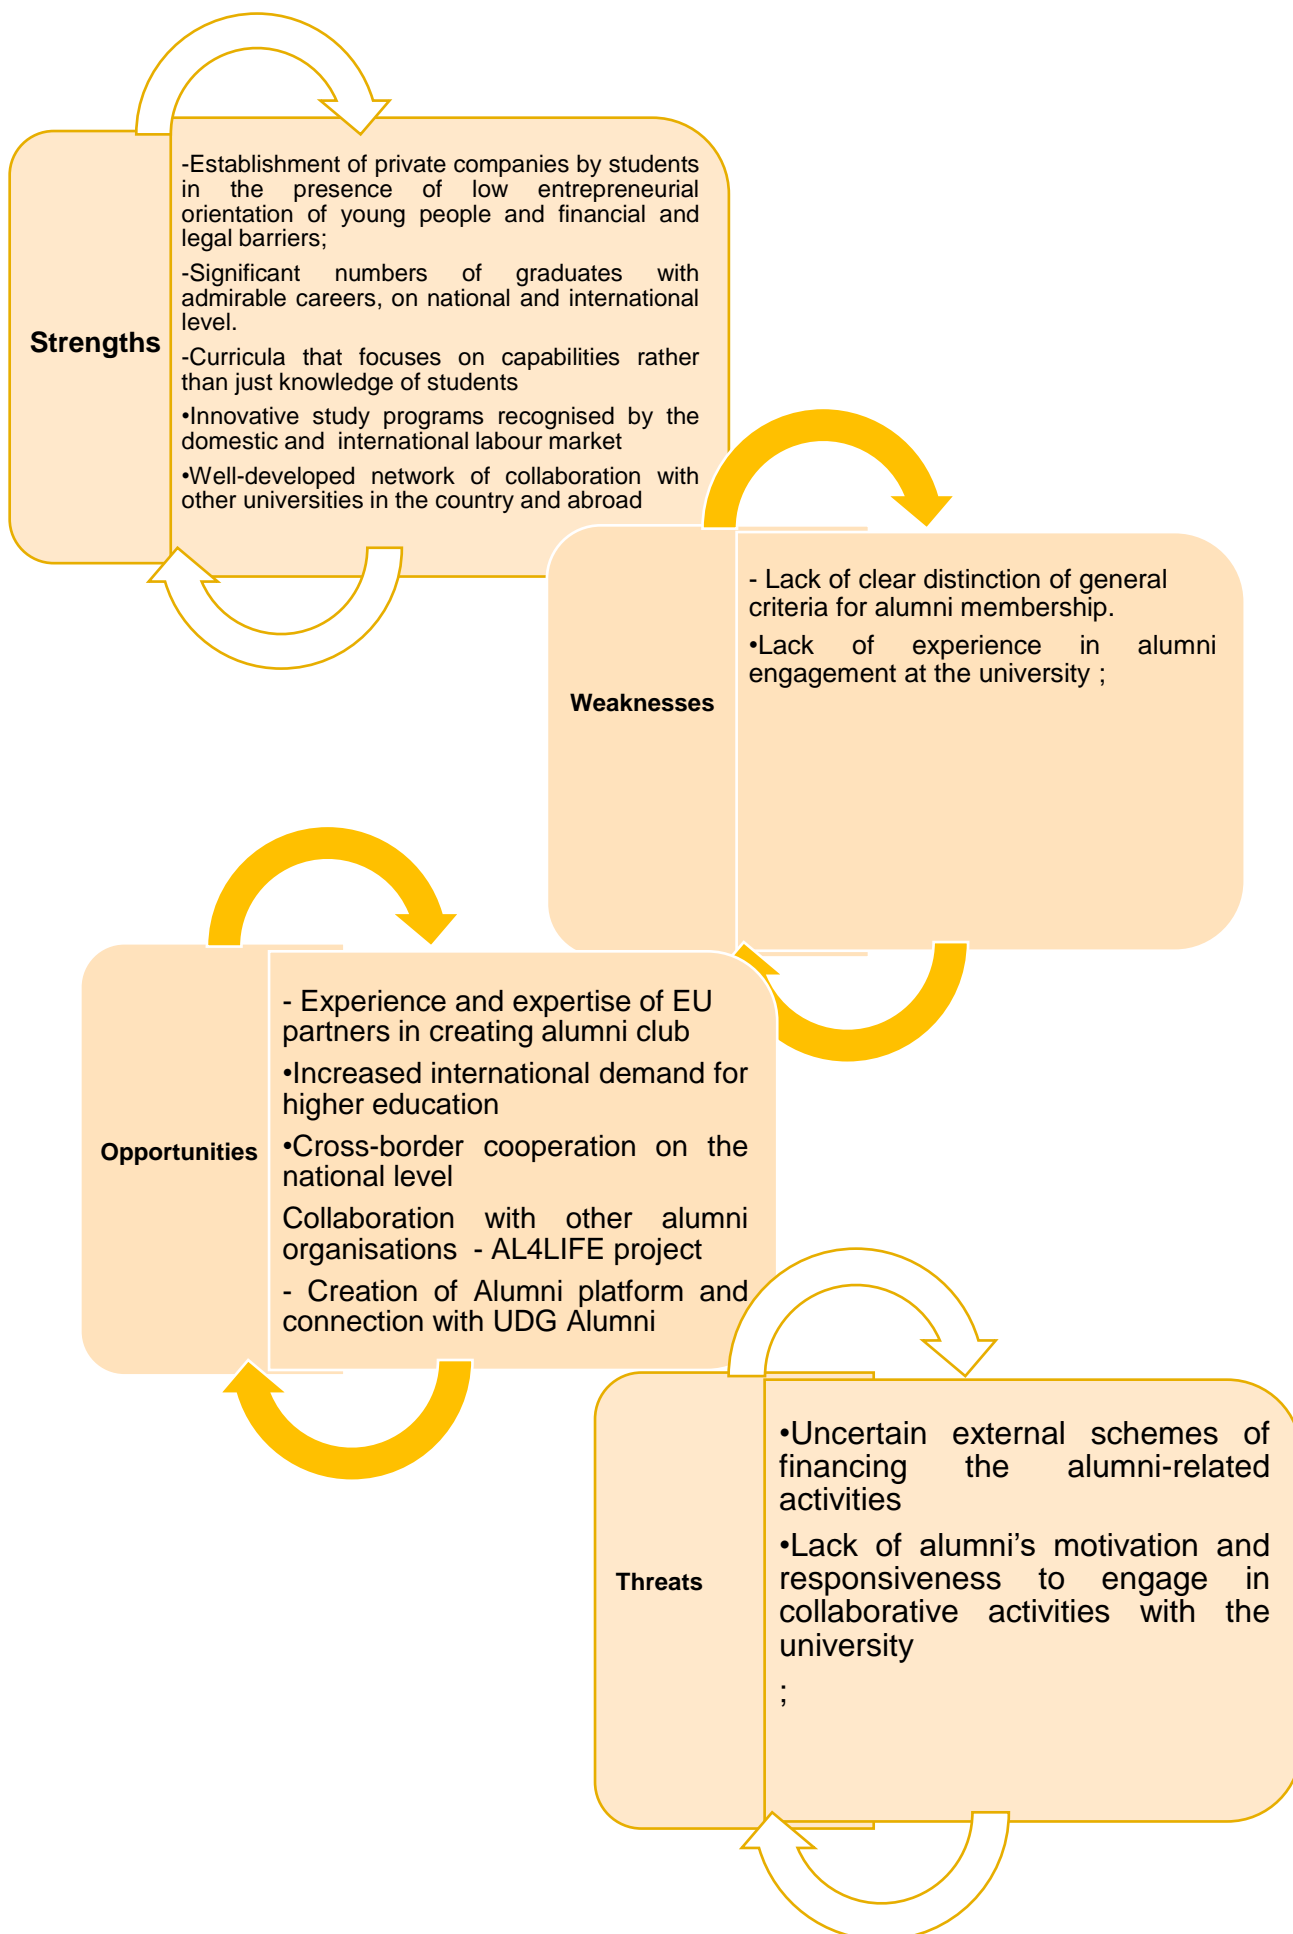 Strengths
-Establishment of private companies by students
in the presence of low entrepreneurial
orientation of young people and financial and
legal barriers;
-Significant numbers of graduates with
admirable careers, on national and international
level.
-Curricula that focuses on capabilities rather
than just knowledge of students
•Innovative study programs recognised by the
domestic and international labour market
•Well-developed network of collaboration with
other universities in the country and abroad
Weaknesses
- Lack of clear distinction of general
criteria for alumni membership.
•Lack of experience in alumni
engagement at the university ;
Opportunities
- Experience and expertise of EU
partners in creating alumni club
•Increased international demand for
higher education
•Cross-border cooperation on the
national level
Collaboration with other alumni
organisations - AL4LIFE project
- Creation of Alumni platform and
connection with UDG Alumni
Threats
•Uncertain external schemes of
financing the alumni-related
activities
•Lack of alumni’s motivation and
responsiveness to engage in
collaborative activities with the
university
;